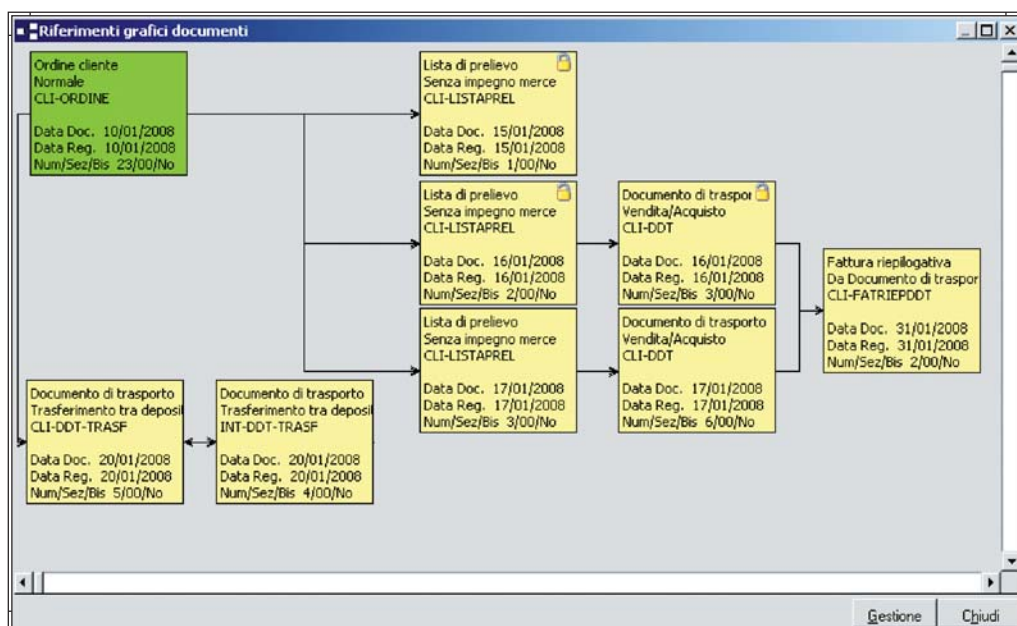 Riferimenti grafici documenti
Ordine cliente
Normale
CLI-ORDINE
Data Doc. 10/01/2008
Data Reg. 10/01/2008
Num/Sez/Bis 23/00/No
Lista di prelievo
Senza impegno merce
CLI-LISTAPREL
Data Doc. 15/01/2008
Data Reg. 15/01/2008
Num/Sez/Bis 1/00/No
Lista di prelievo
Senza impegno merce
CLI-LISTAPREL
Data Doc. 16/01/2008
Data Reg. 16/01/2008
Num/Sez/Bis 2/00/No
Documento di traspor
Vendita/Acquisto
CLI-DDT
Data Doc. 16/01/2008
Data Reg. 16/01/2008
Num/Sez/Bis 3/00/No
Fattura riepilogativa
Da Documento di traspor
CLI-FATRIEPDDT
Data Doc. 31/01/2008
Data Reg. 31/01/2008
Num/Sez/Bis 2/00/No
Lista di prelievo
Senza impegno merce
CLI-LISTAPREL
Data Doc. 17/01/2008
Data Reg. 17/01/2008
Num/Sez/Bis 3/00/No
Documento di trasporto
Vendita/Acquisto
CLI-DDT
Data Doc. 17/01/2008
Data Reg. 17/01/2008
Num/Sez/Bis 6/00/No
Documento di trasporto
Trasferimento tra deposit
CLI-DDT-TRASF
Data Doc. 20/01/2008
Data Reg. 20/01/2008
Num/Sez/Bis 5/00/No
Documento di trasporto
Trasferimento tra deposit
INT-DDT-TRASF
Data Doc. 20/01/2008
Data Reg. 20/01/2008
Num/Sez/Bis 4/00/No
Gestione
Chiudi